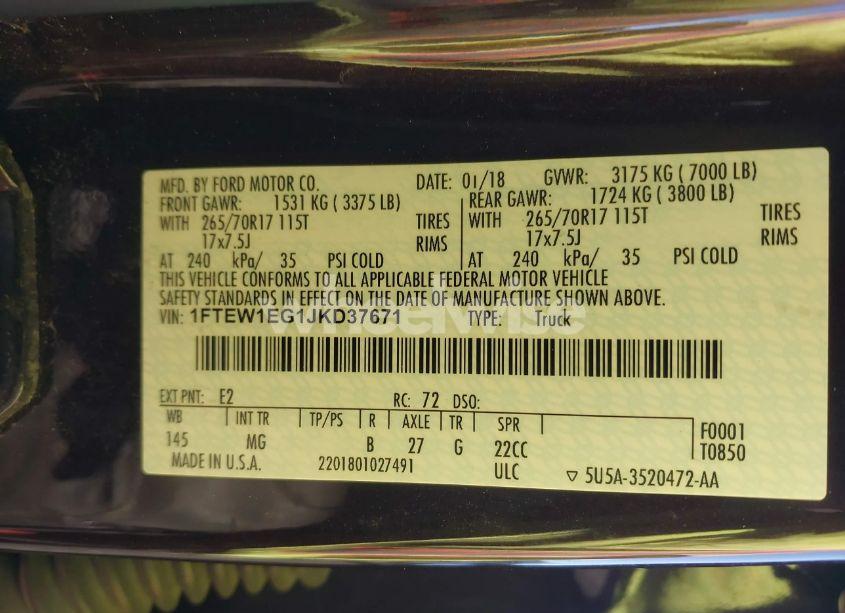 MFD. BY FORD MOTOR CO. DATE: 01/18 GVWR: 3175 KG ( 7000 LB)
FRONT GAWR: 1531 KG ( 3375 LB) REAR GAWR: 1724 KG ( 3800 LB)
WITH 265/70R17 115T TIRES WITH 265/70R17 115T TIRES
17x7.5J RIMS 17x7.5J RIMS
AT 240 kPa/ 35 PSI COLD AT 240 kPa/ 35 PSI COLD
THIS VEHICLE CONFORMS TO ALL APPLICABLE FEDERAL MOTOR VEHICLE
SAFETY STANDARDS IN EFFECT ON THE DATE OF MANUFACTURE SHOWN ABOVE.
VIN: 1FTEW1EG1JKD37671 TYPE: Truck
EXT PNT: E2 RC: 72 DSO:
WB INT TR TP/PS R AXLE TR SPR F0001
145 MG B 27 G 22CC T0850
MADE IN U.S.A. 2201801027491 ULC 5U5A-3520472-AA